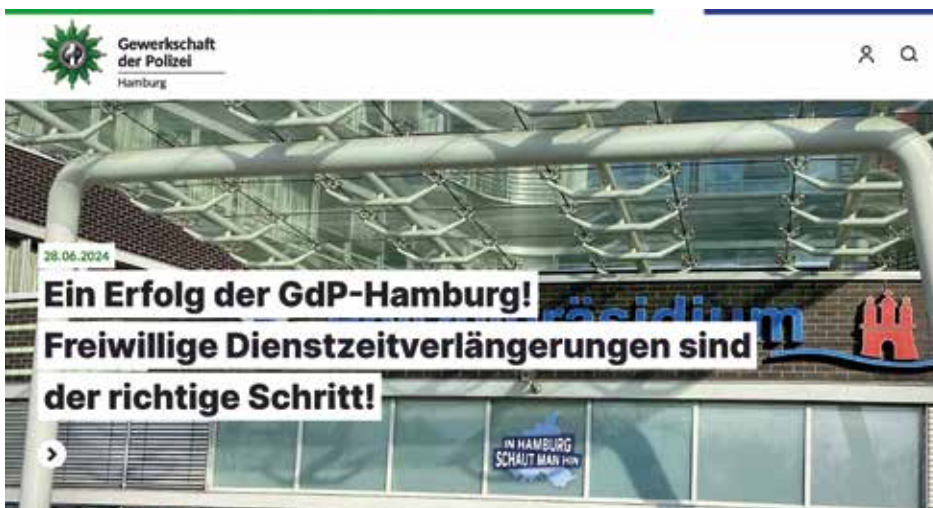 Gewerkschaft
der Polizei
Hamburg
28.06.2024
Ein Erfolg der GdP-Hamburg!
Freiwillige Dienstzeitverlängerungen sind
der richtige Schritt!
IN HAMBURG
SCHAUT MAN HIN